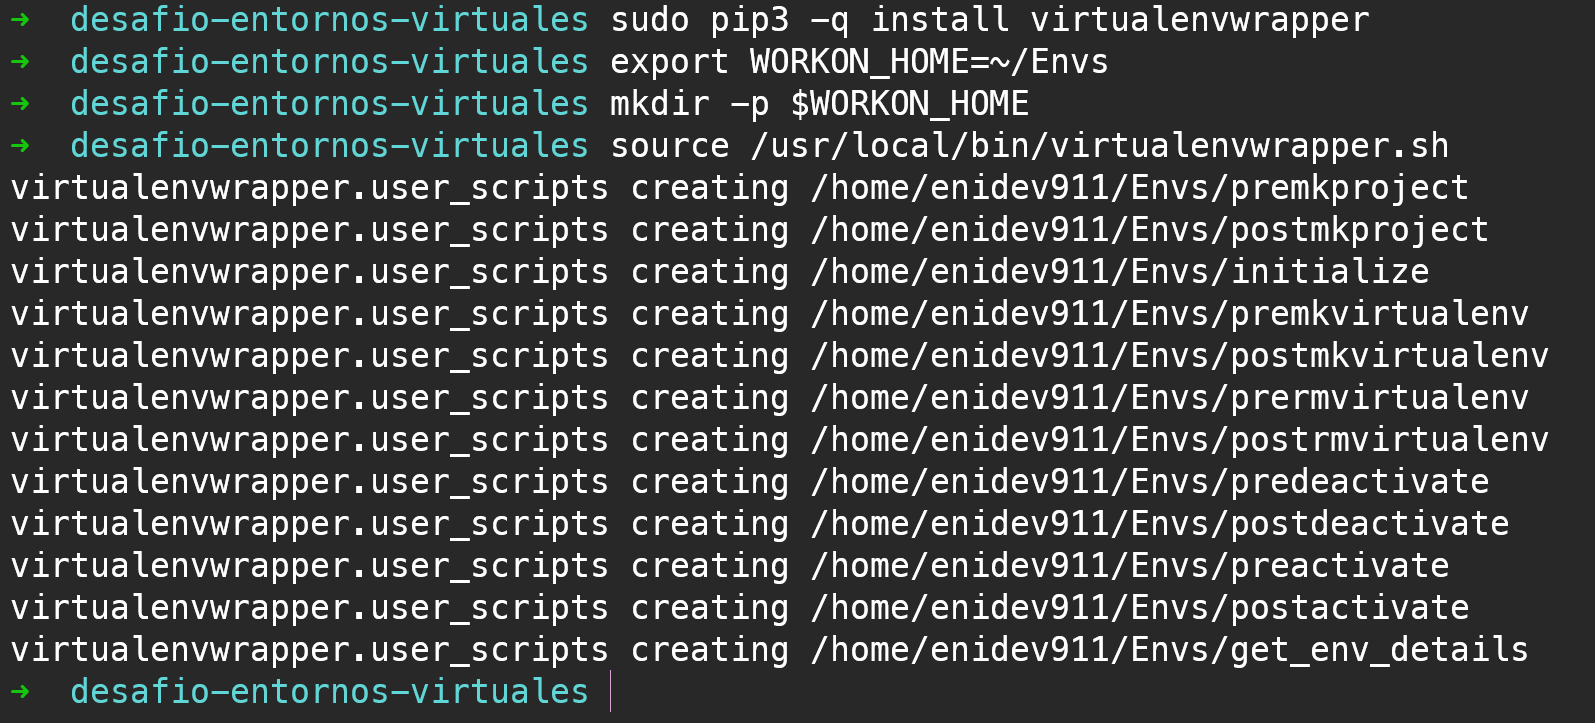 ➜ desafio-entornos-virtuales sudo pip3 -q install virtualenvwrapper
➜ desafio-entornos-virtuales export WORKON_HOME=~/Envs
➜ desafio-entornos-virtuales mkdir -p $WORKON_HOME
➜ desafio-entornos-virtuales source /usr/local/bin/virtualenvwrapper.sh
virtualenvwrapper.user_scripts creating /home/enidev911/Envs/premkproject
virtualenvwrapper.user_scripts creating /home/enidev911/Envs/postmkproject
virtualenvwrapper.user_scripts creating /home/enidev911/Envs/initialize
virtualenvwrapper.user_scripts creating /home/enidev911/Envs/premkvirtualenv
virtualenvwrapper.user_scripts creating /home/enidev911/Envs/postmkvirtualenv
virtualenvwrapper.user_scripts creating /home/enidev911/Envs/prermvirtualenv
virtualenvwrapper.user_scripts creating /home/enidev911/Envs/postrmvirtualenv
virtualenvwrapper.user_scripts creating /home/enidev911/Envs/predeactivate
virtualenvwrapper.user_scripts creating /home/enidev911/Envs/postdeactivate
virtualenvwrapper.user_scripts creating /home/enidev911/Envs/preactivate
virtualenvwrapper.user_scripts creating /home/enidev911/Envs/postactivate
virtualenvwrapper.user_scripts creating /home/enidev911/Envs/get_env_details
➜ desafio-entornos-virtuales